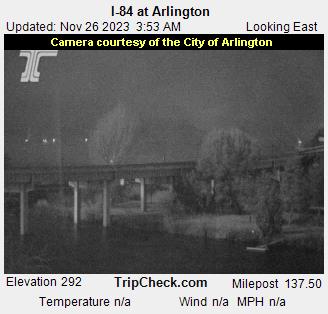 I-84 at Arlington
Updated: Nov 26 2023 3:53 AM Looking East
Camera courtesy of the City of Arlington
Elevation 292 TripCheck.com Milepost 137.50
Temperature n/a Wind n/a MPH n/a